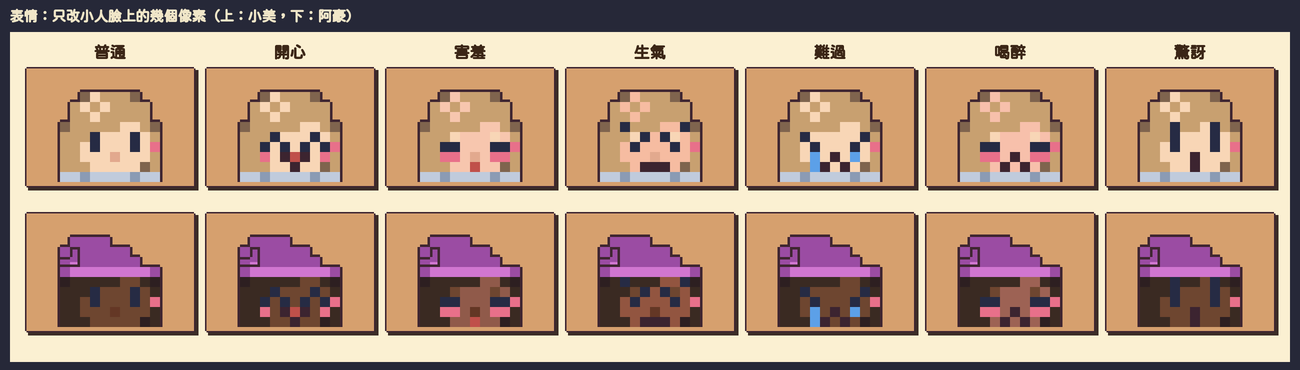 表情：只改小人臉上的幾個像素（上：小美，下：阿豪）
普通
開心
害羞
生氣
難過
喝醉
驚訝